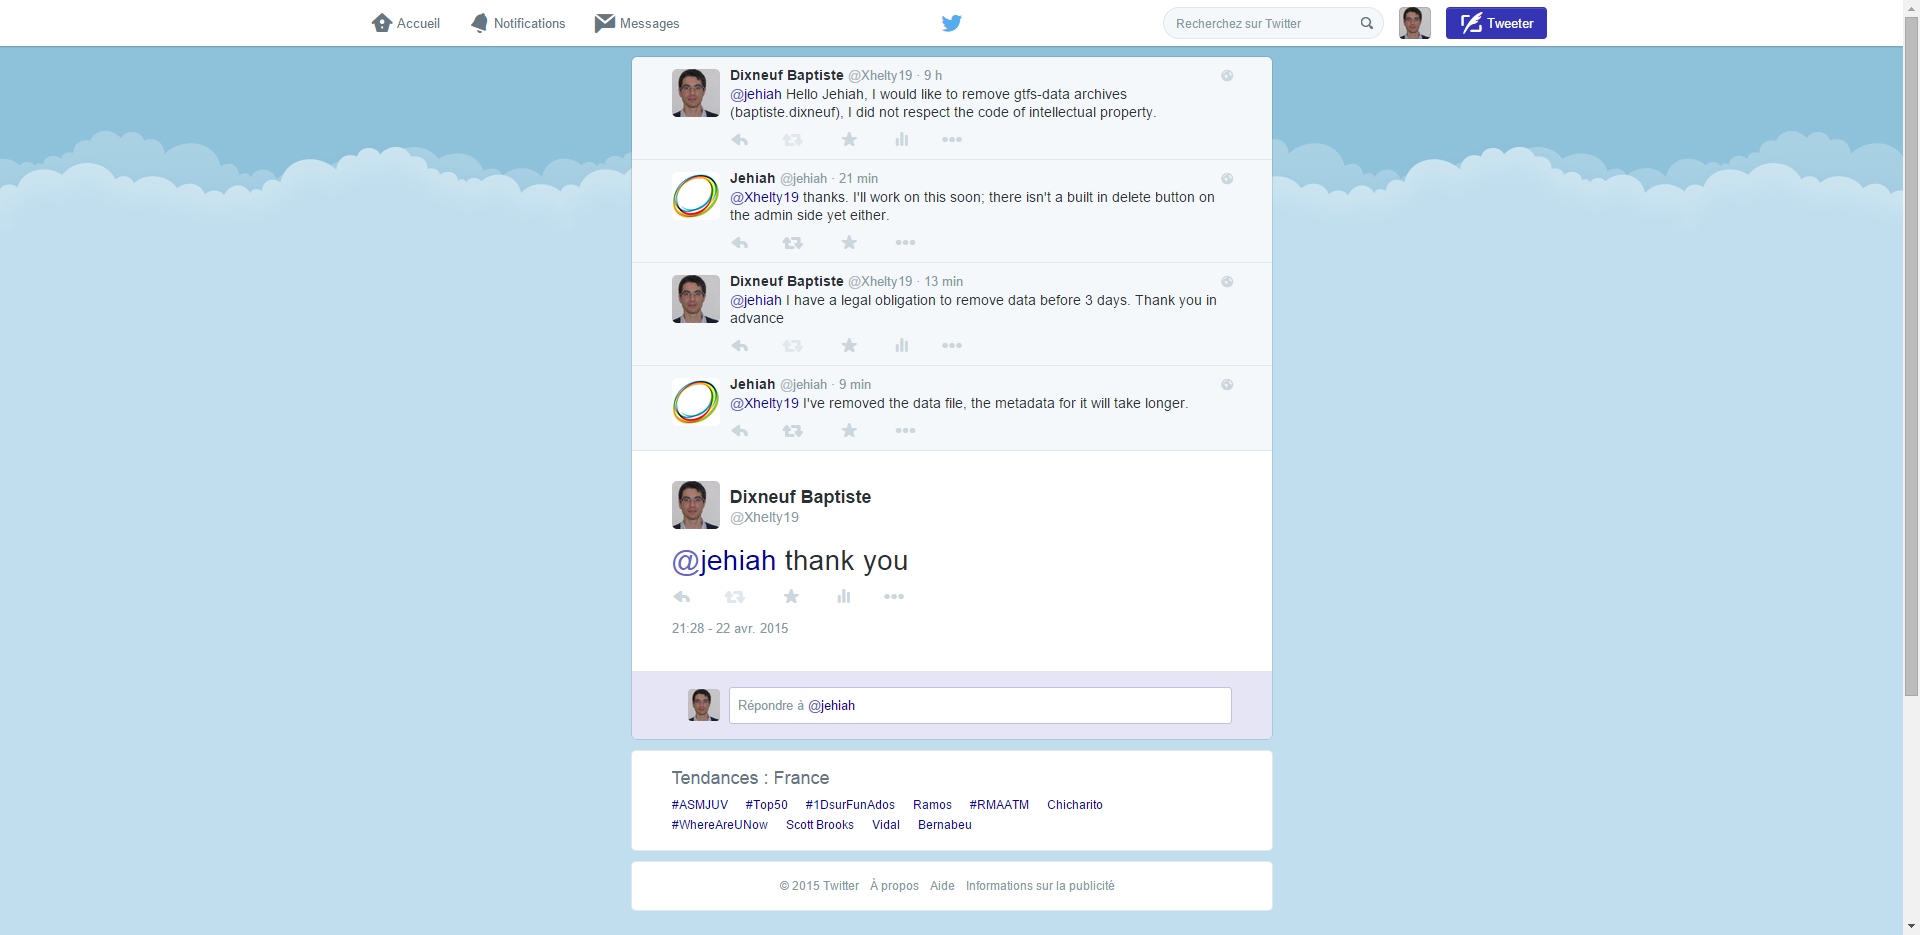 Accueil Notifications Messages Recherchez sur Twitter Tweeter
Dixneuf Baptiste @Xhelty19 · 9 h
@jehiah Hello Jehiah, I would like to remove gtfs-data archives
(baptiste.dixneuf), I did not respect the code of intellectual property.
Jehiah @jehiah · 21 min
@Xhelty19 thanks. I'll work on this soon; there isn't a built in delete button on
the admin side yet either.
Dixneuf Baptiste @Xhelty19 · 13 min
@jehiah I have a legal obligation to remove data before 3 days. Thank you in
advance
Jehiah @jehiah · 9 min
@Xhelty19 I've removed the data file, the metadata for it will take longer.
Dixneuf Baptiste
@Xhelty19
@jehiah thank you
21:28 - 22 avr. 2015
Répondre à @jehiah
Tendances : France
#ASMJUV #Top50 #1DsurFunAdos Ramos #RMAATM Chicharito
#WhereAreUNow Scott Brooks Vidal Bernabeu
© 2015 Twitter À propos Aide Informations sur la publicité